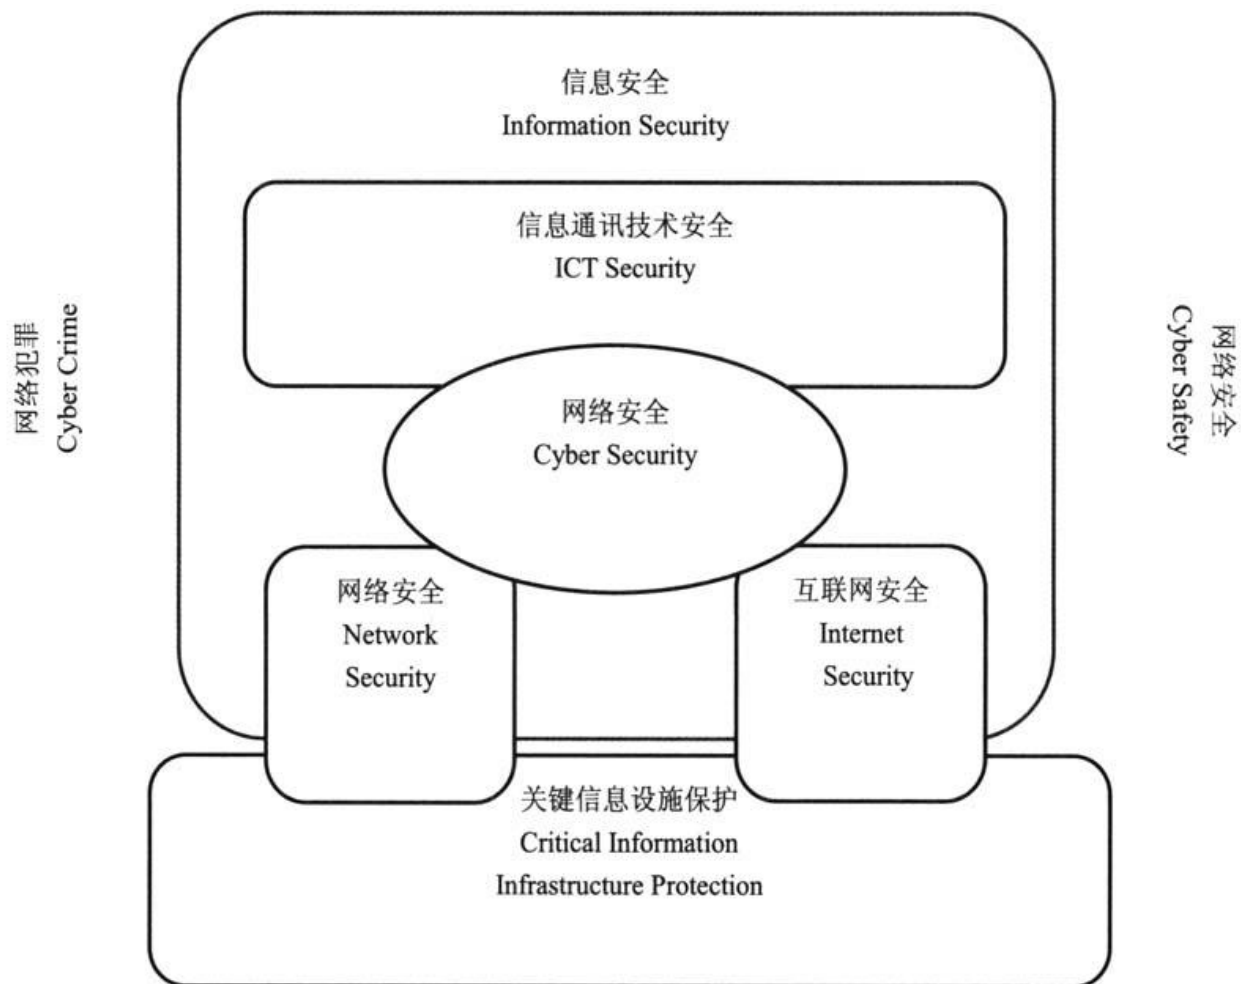 信息安全
Information Security
信息通讯技术安全
ICT Security
网络犯罪
Cyber Crime
网络安全
Cyber Security
网络安全
Cyber Safety
网络安全
Network
Security
互联网安全
Internet
Security
关键信息设施保护
Critical Information
Infrastructure Protection